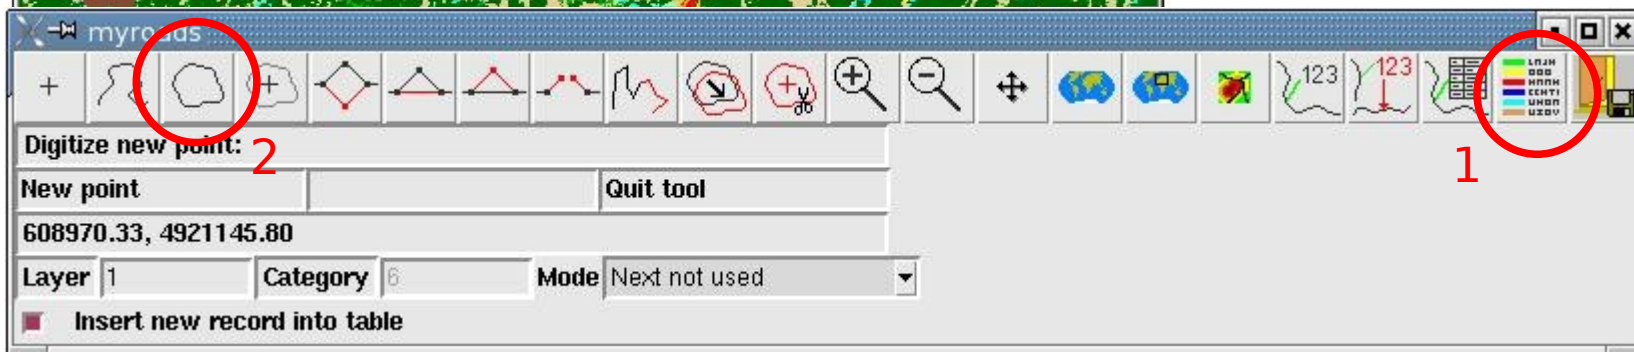 myroads
123
123
2
1
Digitize new point:
New point
Quit tool
608970.33, 4921145.80
Layer 1 Category 6 Mode Next not used
Insert new record into table